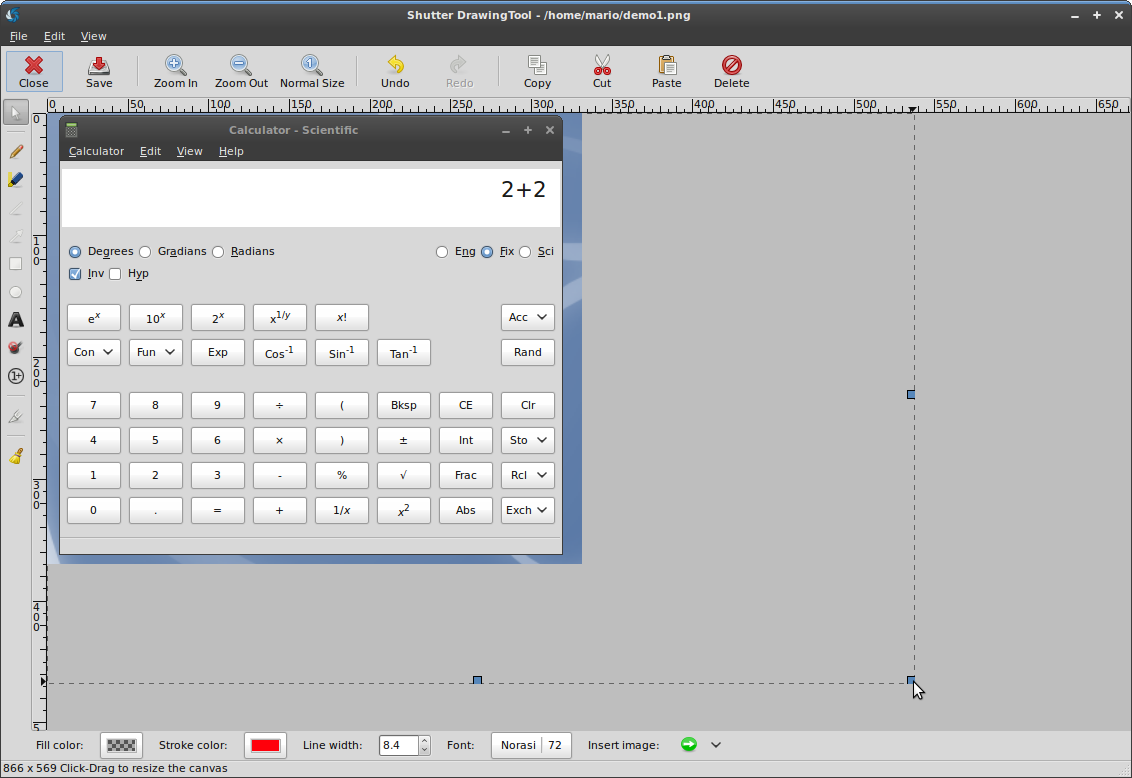 Shutter DrawingTool - /home/mario/demo1.png
File Edit View
Close Save Zoom In Zoom Out Normal Size Undo Redo Copy Cut Paste Delete
0 50 100 150 200 250 300 350 400 450 500 550 600 650
0
100
200
300
400
5
Calculator - Scientific
Calculator Edit View Help
2+2
Degrees Gradians Radians Eng Fix Sci
Inv Hyp
eˣ 10ˣ 2ˣ x¹/ʸ x! Acc
Con Fun Exp Cos⁻¹ Sin⁻¹ Tan⁻¹ Rand
7 8 9 ÷ ( Bksp CE Clr
4 5 6 × ) ± Int Sto
1 2 3 - % √ Frac Rcl
0 . = + 1/x x² Abs Exch
Fill color: Stroke color: Line width: 8.4 Font: Norasi 72 Insert image:
866 x 569 Click-Drag to resize the canvas